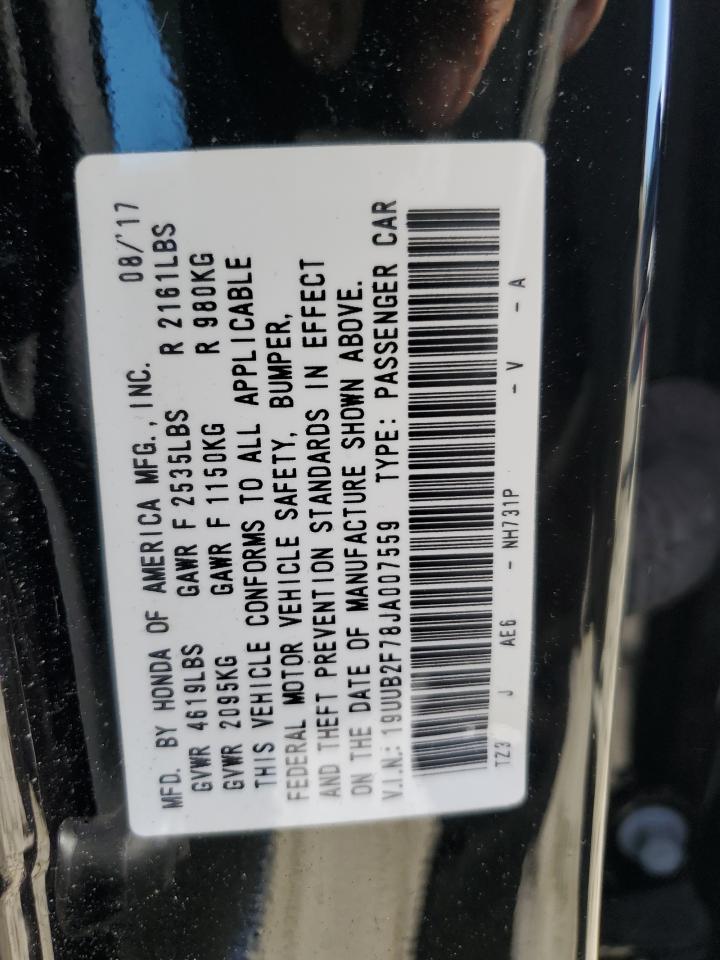 MFD. BY HONDA OF AMERICA MFG., INC. 08/'17
GVWR 4619LBS GAWR F 2535LBS R 2161LBS
GVWR 2095KG GAWR F 1150KG R 980KG
THIS VEHICLE CONFORMS TO ALL APPLICABLE
FEDERAL MOTOR VEHICLE SAFETY, BUMPER,
AND THEFT PREVENTION STANDARDS IN EFFECT
ON THE DATE OF MANUFACTURE SHOWN ABOVE.
V.I.N.: 19UUB2F78JA007559 TYPE: PASSENGER CAR
TZ3 J AE6 - NH731P - V - A